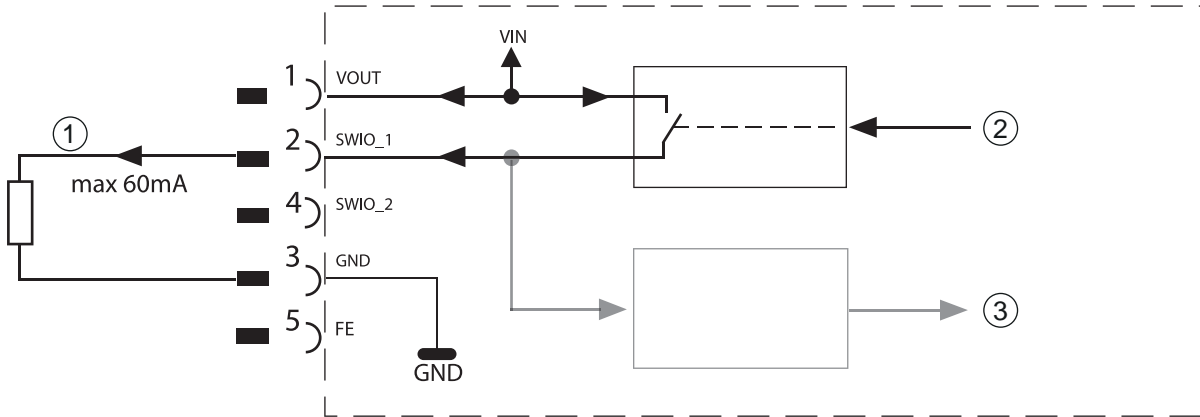 VIN
1 VOUT
① 2 SWIO_1 ②
max 60mA
4 SWIO_2
3 GND
5 FE ③
GND